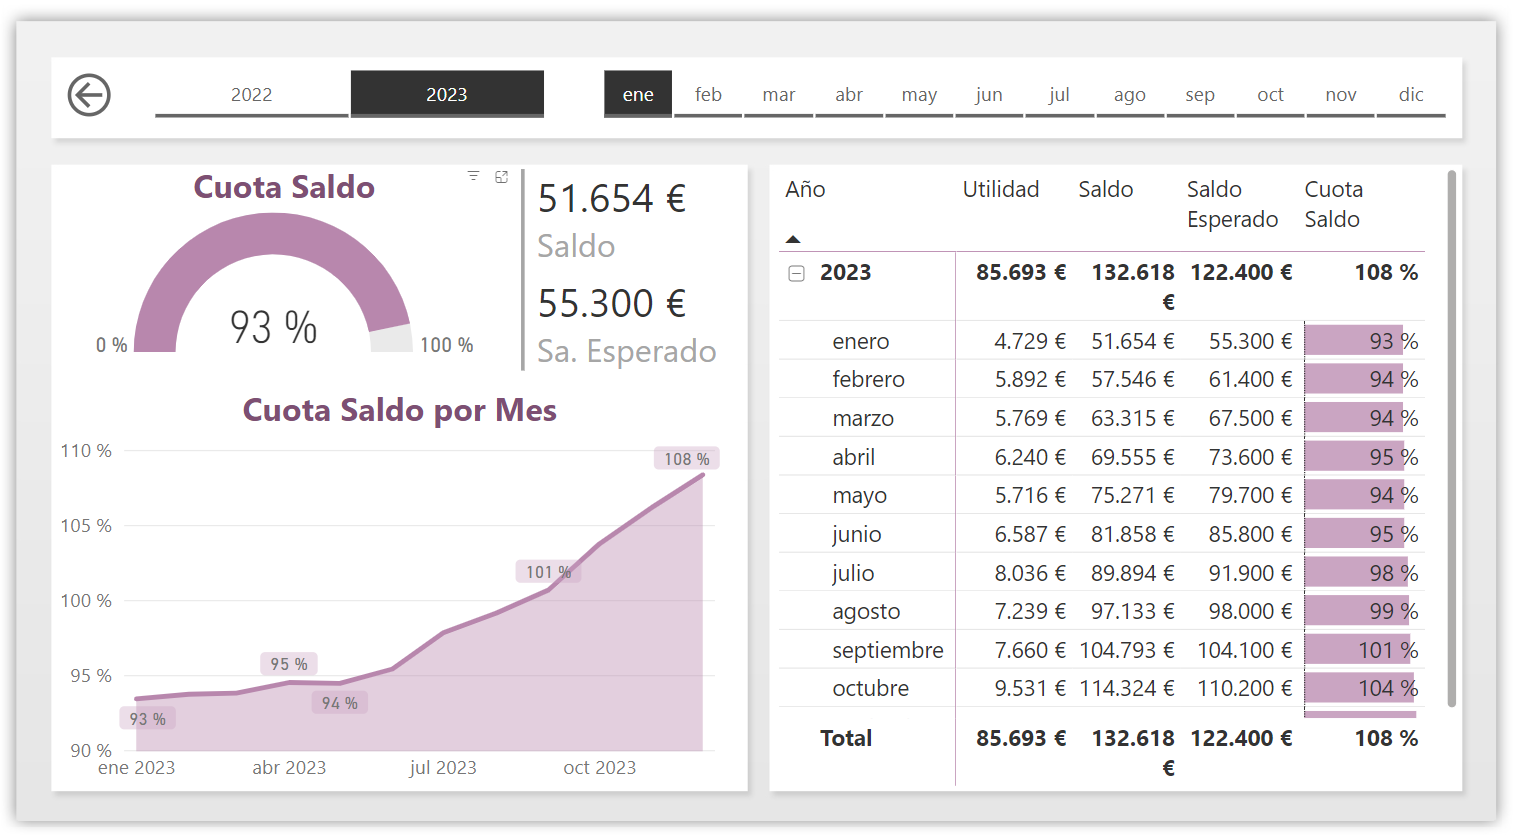 2022 2023 ene feb mar abr may jun jul ago sep oct nov dic
Cuota Saldo
93 %
0 % 100 %
51.654 €
Saldo
55.300 €
Sa. Esperado
Cuota Saldo por Mes
110 %
105 %
100 %
95 %
90 %
108 %
101 %
95 %
94 %
93 %
ene 2023 abr 2023 jul 2023 oct 2023
Año Utilidad Saldo Saldo Cuota
Esperado Saldo
2023 85.693 € 132.618 122.400 € 108 %
€
enero 4.729 € 51.654 € 55.300 € 93 %
febrero 5.892 € 57.546 € 61.400 € 94 %
marzo 5.769 € 63.315 € 67.500 € 94 %
abril 6.240 € 69.555 € 73.600 € 95 %
mayo 5.716 € 75.271 € 79.700 € 94 %
junio 6.587 € 81.858 € 85.800 € 95 %
julio 8.036 € 89.894 € 91.900 € 98 %
agosto 7.239 € 97.133 € 98.000 € 99 %
septiembre 7.660 € 104.793 € 104.100 € 101 %
octubre 9.531 € 114.324 € 110.200 € 104 %
Total 85.693 € 132.618 122.400 € 108 %
€